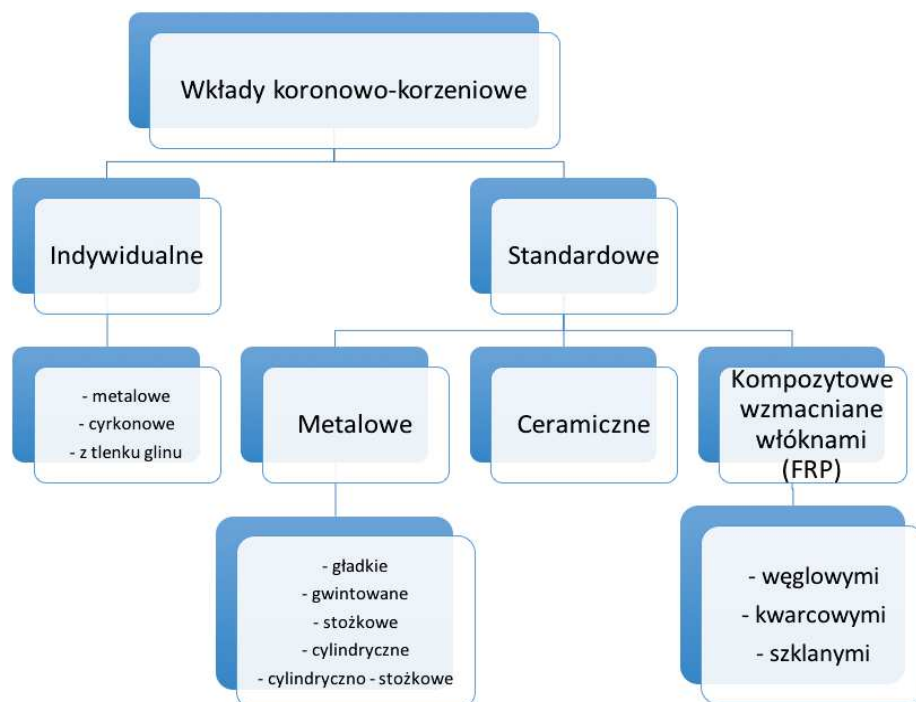 Wkłady koronowo-korzeniowe
Indywidualne
Standardowe
- metalowe
- cyrkonowe
- z tlenku glinu
Metalowe
Ceramiczne
Kompozytowe
wzmacniane
włóknami
(FRP)
- gładkie
- gwintowane
- stożkowe
- cylindryczne
- cylindryczno - stożkowe
- węglowymi
- kwarcowymi
- szklanymi